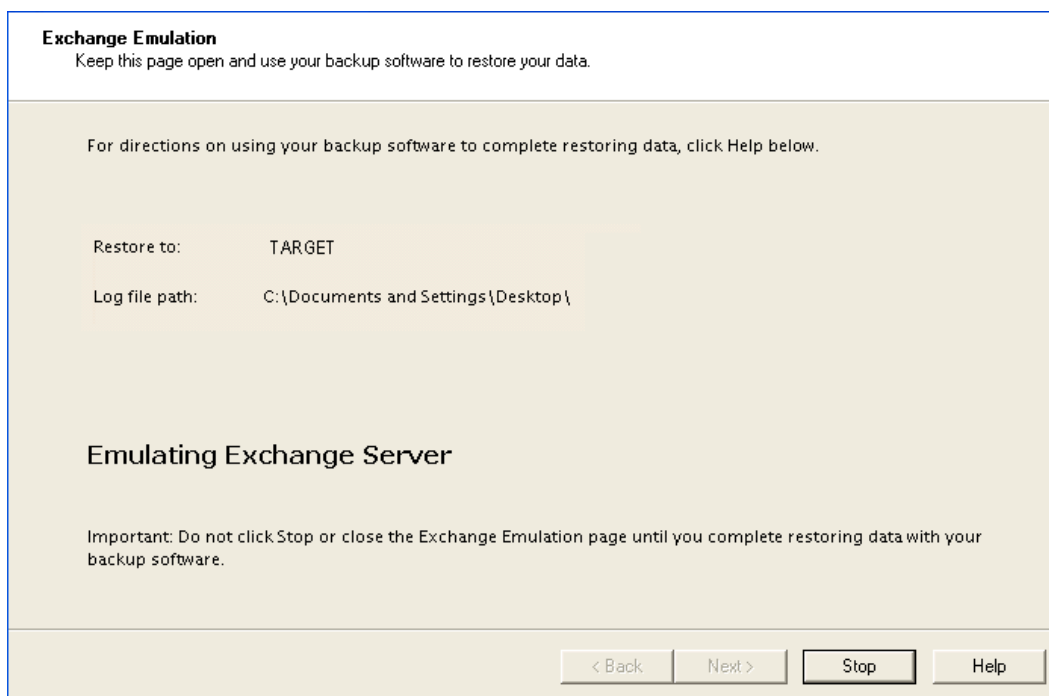 Exchange Emulation
Keep this page open and use your backup software to restore your data.
For directions on using your backup software to complete restoring data, click Help below.
Restore to: TARGET
Log file path: C:\Documents and Settings\Desktop\
Emulating Exchange Server
Important: Do not click Stop or close the Exchange Emulation page until you complete restoring data with your
backup software.
< Back Next > Stop Help